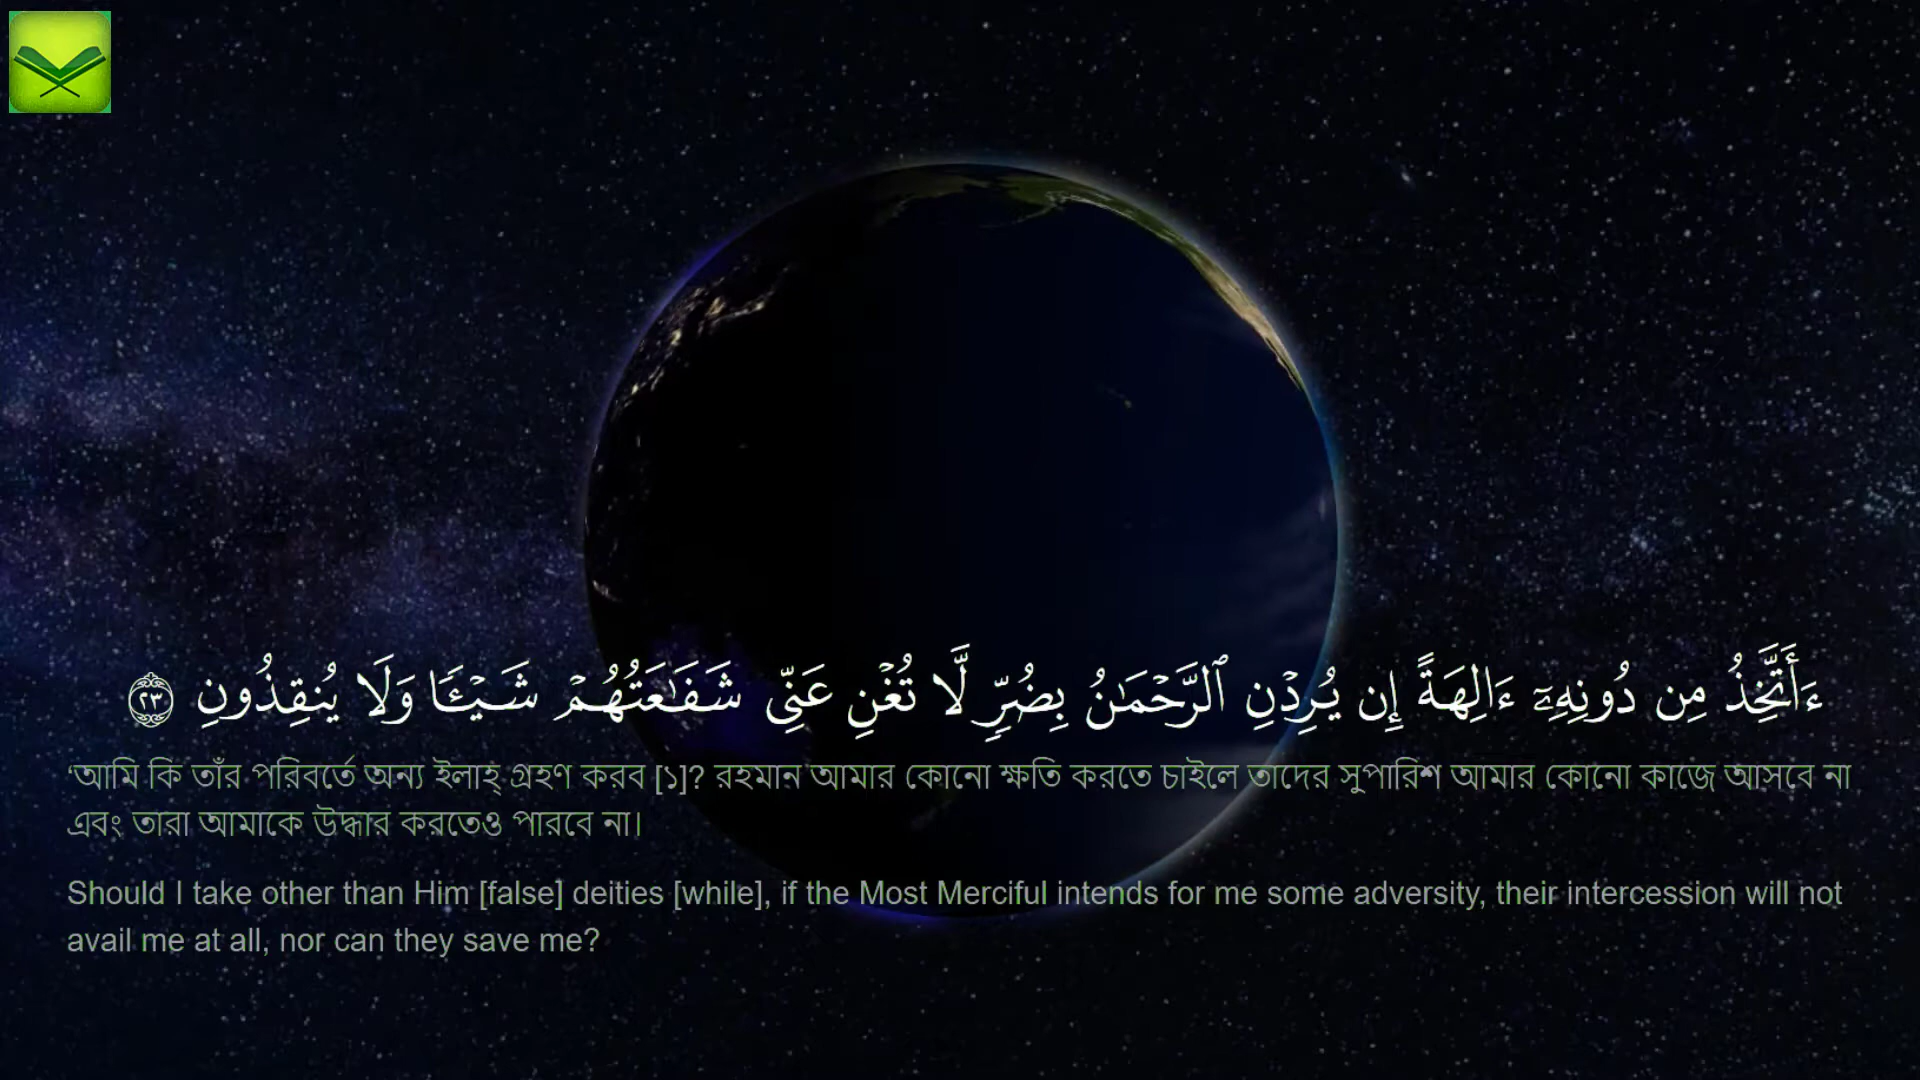 ءَأَتَّخِذُ مِن دُونِهِۦٓ ءَالِهَةً إِن يُرِدْنِ ٱلرَّحْمَـٰنُ بِضُرٍّ لَّا تُغْنِ عَنِّى شَفَـٰعَتُهُمْ شَيْـًٔا وَلَا يُنقِذُونِ ٢٣
‘আমি কি তাঁর পরিবর্তে অন্য ইলাহ্ গ্রহণ করব [১]? রহমান আমার কোনো ক্ষতি করতে চাইলে তাদের সুপারিশ আমার কোনো কাজে আসবে না
এবং তারা আমাকে উদ্ধার করতেও পারবে না।
Should I take other than Him [false] deities [while], if the Most Merciful intends for me some adversity, their intercession will not
avail me at all, nor can they save me?